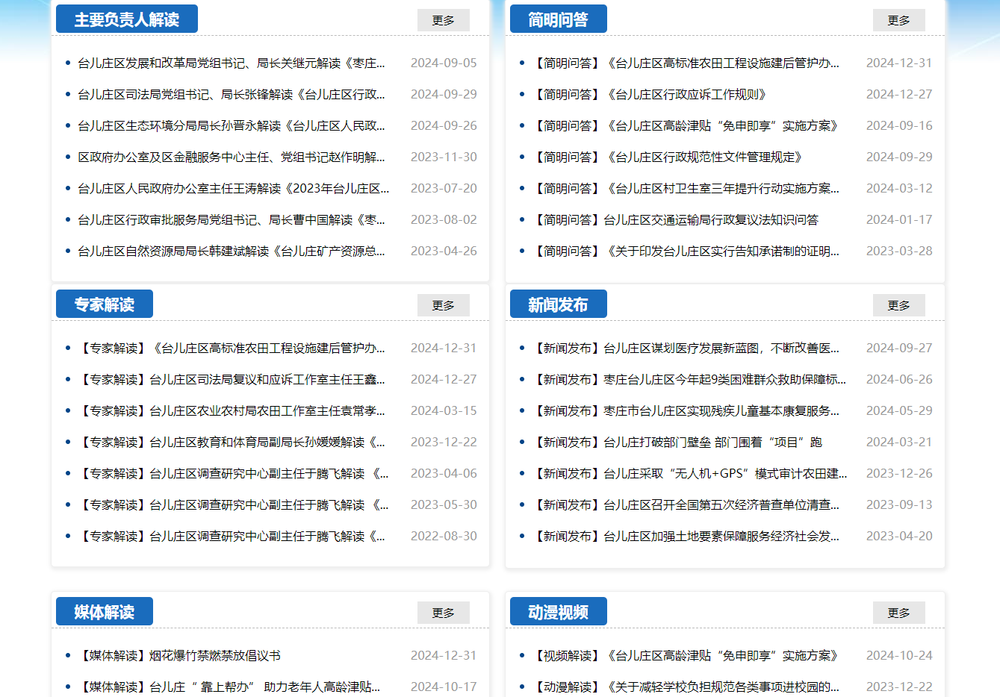 主要负责人解读
更多
台儿庄区发展和改革局党组书记、局长关继元解读《枣庄... 2024-09-05
台儿庄区司法局党组书记、局长张锋解读《台儿庄区行政... 2024-09-29
台儿庄区生态环境分局局长孙晋永解读《台儿庄区人民政... 2024-09-26
区政府办公室及区金融服务中心主任、党组书记赵作明解... 2023-11-30
台儿庄区人民政府办公室主任王涛解读《2023年台儿庄区... 2023-07-20
台儿庄区行政审批服务局党组书记、局长曹中国解读《枣... 2023-08-02
台儿庄区自然资源局局长韩建斌解读《台儿庄矿产资源总... 2023-04-26
简明问答
更多
【简明问答】《台儿庄区高标准农田工程设施建后管护办... 2024-12-31
【简明问答】《台儿庄区行政应诉工作规则》 2024-12-27
【简明问答】《台儿庄区高龄津贴“免申即享”实施方案》 2024-09-16
【简明问答】《台儿庄区行政规范性文件管理规定》 2024-09-29
【简明问答】《台儿庄区村卫生室三年提升行动实施方案... 2024-03-12
【简明问答】台儿庄区交通运输局行政复议法知识问答 2024-01-17
【简明问答】《关于印发台儿庄区实行告知承诺制的证明... 2023-03-28
专家解读
更多
【专家解读】《台儿庄区高标准农田工程设施建后管护办... 2024-12-31
【专家解读】台儿庄区司法局复议和应诉工作室主任王鑫... 2024-12-27
【专家解读】台儿庄区农业农村局农田工作室主任袁常孝... 2024-03-15
【专家解读】台儿庄区教育和体育局副局长孙媛媛解读《... 2023-12-22
【专家解读】台儿庄区调查研究中心副主任于腾飞解读 《... 2023-04-06
【专家解读】台儿庄区调查研究中心副主任于腾飞解读 《... 2023-05-30
【专家解读】台儿庄区调查研究中心副主任于腾飞解读《... 2022-08-30
新闻发布
更多
【新闻发布】台儿庄区谋划医疗发展新蓝图，不断改善医... 2024-09-27
【新闻发布】枣庄台儿庄区今年起9类困难群众救助保障标... 2024-06-26
【新闻发布】枣庄市台儿庄区实现残疾儿童基本康复服务... 2024-05-29
【新闻发布】台儿庄打破部门壁垒 部门围着“项目”跑 2024-03-21
【新闻发布】台儿庄采取“无人机+GPS”模式审计农田建... 2023-12-26
【新闻发布】台儿庄区召开全国第五次经济普查单位清查... 2023-09-13
【新闻发布】台儿庄区加强土地要素保障服务经济社会发... 2023-04-20
媒体解读
更多
【媒体解读】烟花爆竹禁燃禁放倡议书 2024-12-31
【媒体解读】台儿庄“ 靠上帮办” 助力老年人高龄津贴... 2024-10-17
动漫视频
更多
【视频解读】《台儿庄区高龄津贴“免申即享”实施方案》 2024-10-24
【动漫解读】《关于减轻学校负担规范各类事项进校园的... 2023-12-22